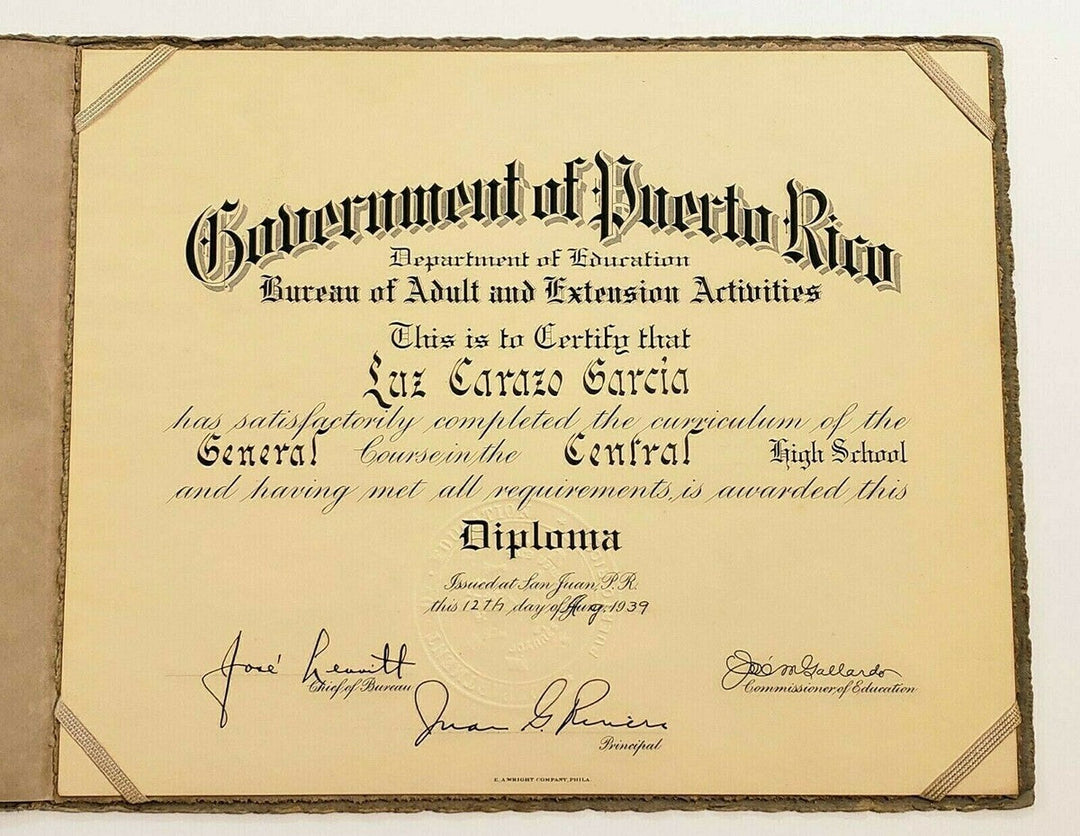 Government of Puerto Rico
Department of Education
Bureau of Adult and Extension Activities
This is to Certify that
Luz Carazo García
has satisfactorily completed the curriculum of the
General Course in the Central High School
and having met all requirements, is awarded this
Diploma
Issued at San Juan, P. R.
this 12th day of Aug. 1939
José
Chief of Bureau
José M Gallardo
Commissioner of Education
Juan G. Rivera
Principal
E. A. WRIGHT COMPANY, PHILA.